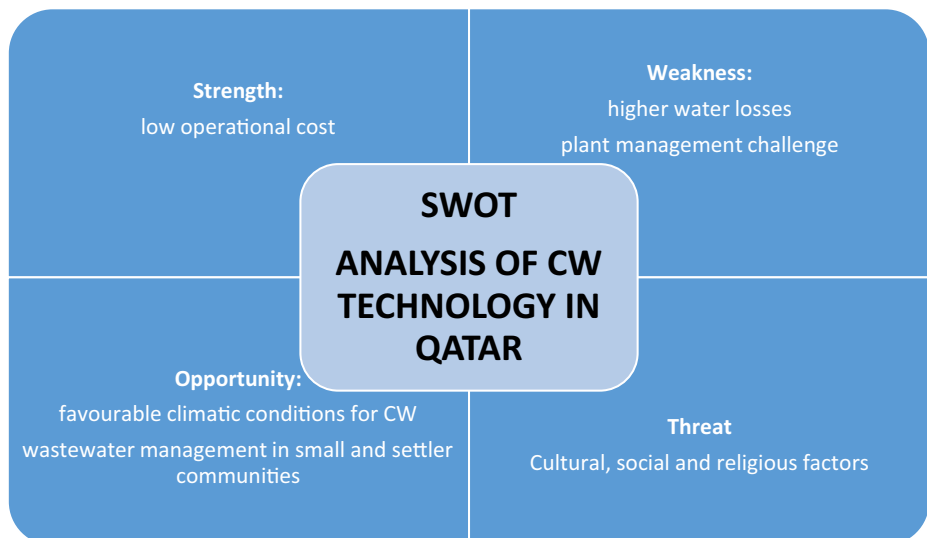 Strength:
low operational cost
Weakness:
higher water losses
plant management challenge
SWOT
ANALYSIS OF CW
TECHNOLOGY IN
QATAR
Opportunity:
favourable climatic conditions for CW
wastewater management in small and settler
communities
Threat
Cultural, social and religious factors